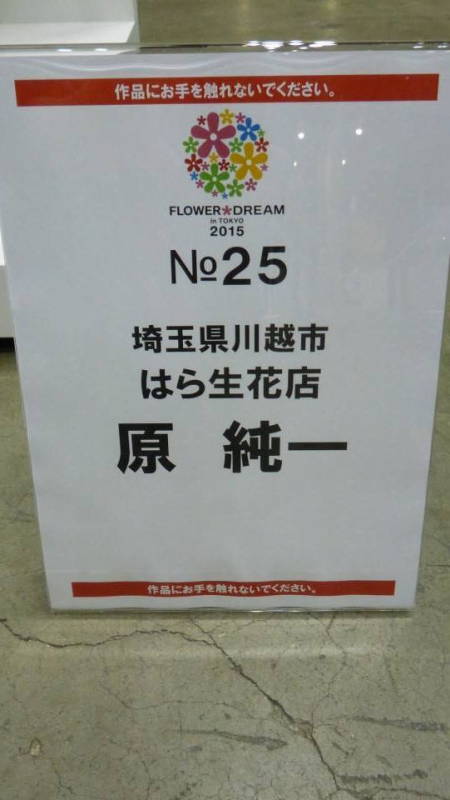 作品にお手を触れないでください。
FLOWER★DREAM
in TOKYO
2015
№25
埼玉県川越市
はら生花店
原 純一
作品にお手を触れないでください。